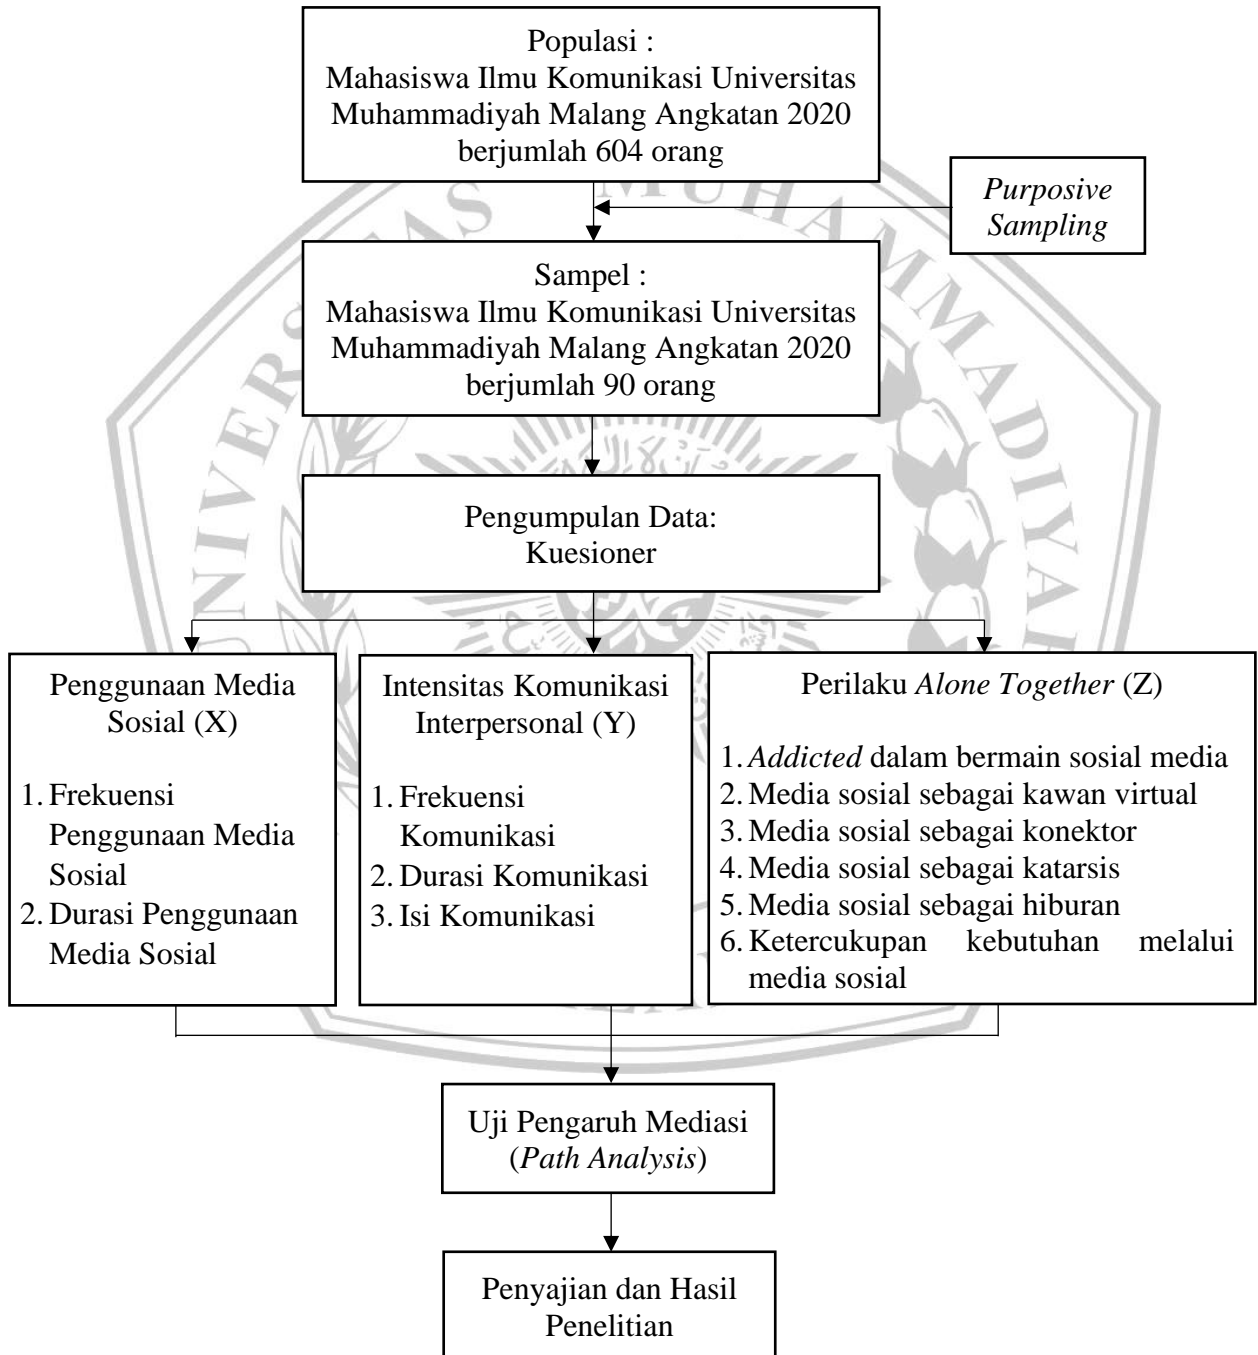 Populasi :
Mahasiswa Ilmu Komunikasi Universitas
Muhammadiyah Malang Angkatan 2020
berjumlah 604 orang
Purposive
Sampling
Sampel :
Mahasiswa Ilmu Komunikasi Universitas
Muhammadiyah Malang Angkatan 2020
berjumlah 90 orang
Pengumpulan Data:
Kuesioner
Penggunaan Media
Sosial (X)
1. Frekuensi
Penggunaan Media
Sosial
2. Durasi Penggunaan
Media Sosial
Intensitas Komunikasi
Interpersonal (Y)
1. Frekuensi
Komunikasi
2. Durasi Komunikasi
3. Isi Komunikasi
Perilaku Alone Together (Z)
1. Addicted dalam bermain sosial media
2. Media sosial sebagai kawan virtual
3. Media sosial sebagai konektor
4. Media sosial sebagai katarsis
5. Media sosial sebagai hiburan
6. Ketercukupan kebutuhan melalui
media sosial
Uji Pengaruh Mediasi
(Path Analysis)
Penyajian dan Hasil
Penelitian
UNIVERSITAS MUHAMMADIYAH